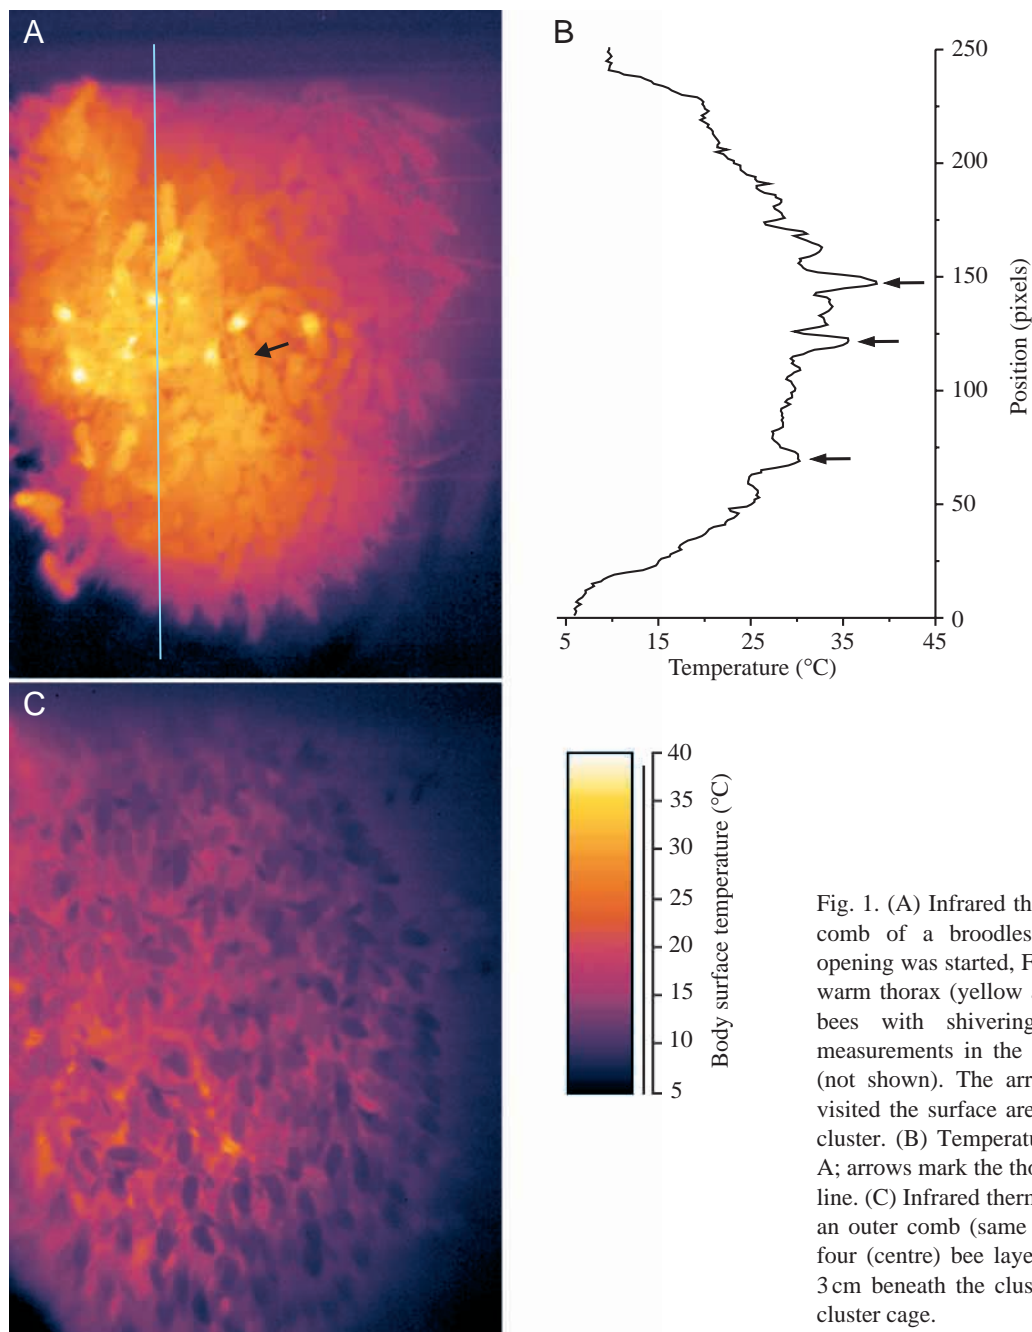 A
B
250
200
150
100
50
0
Position (pixels)
5
15
25
35
45
Temperature (°C)
C
40
35
30
25
20
15
10
5
Body surface temperature (°C)
Fig. 1. (A) Infrared th
comb of a broodles
opening was started, F
warm thorax (yellow
bees with shivering
measurements in the
(not shown). The arr
visited the surface are
cluster. (B) Temperatu
A; arrows mark the tho
line. (C) Infrared therm
an outer comb (same
four (centre) bee laye
3 cm beneath the clus
cluster cage.